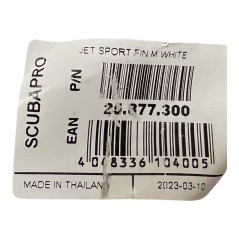 JET SPORT FIN M WHITE
SCUBAPRO
P/N
25.377.300
EAN
4 048336 104005
MADE IN THAILAND
2023-03-10